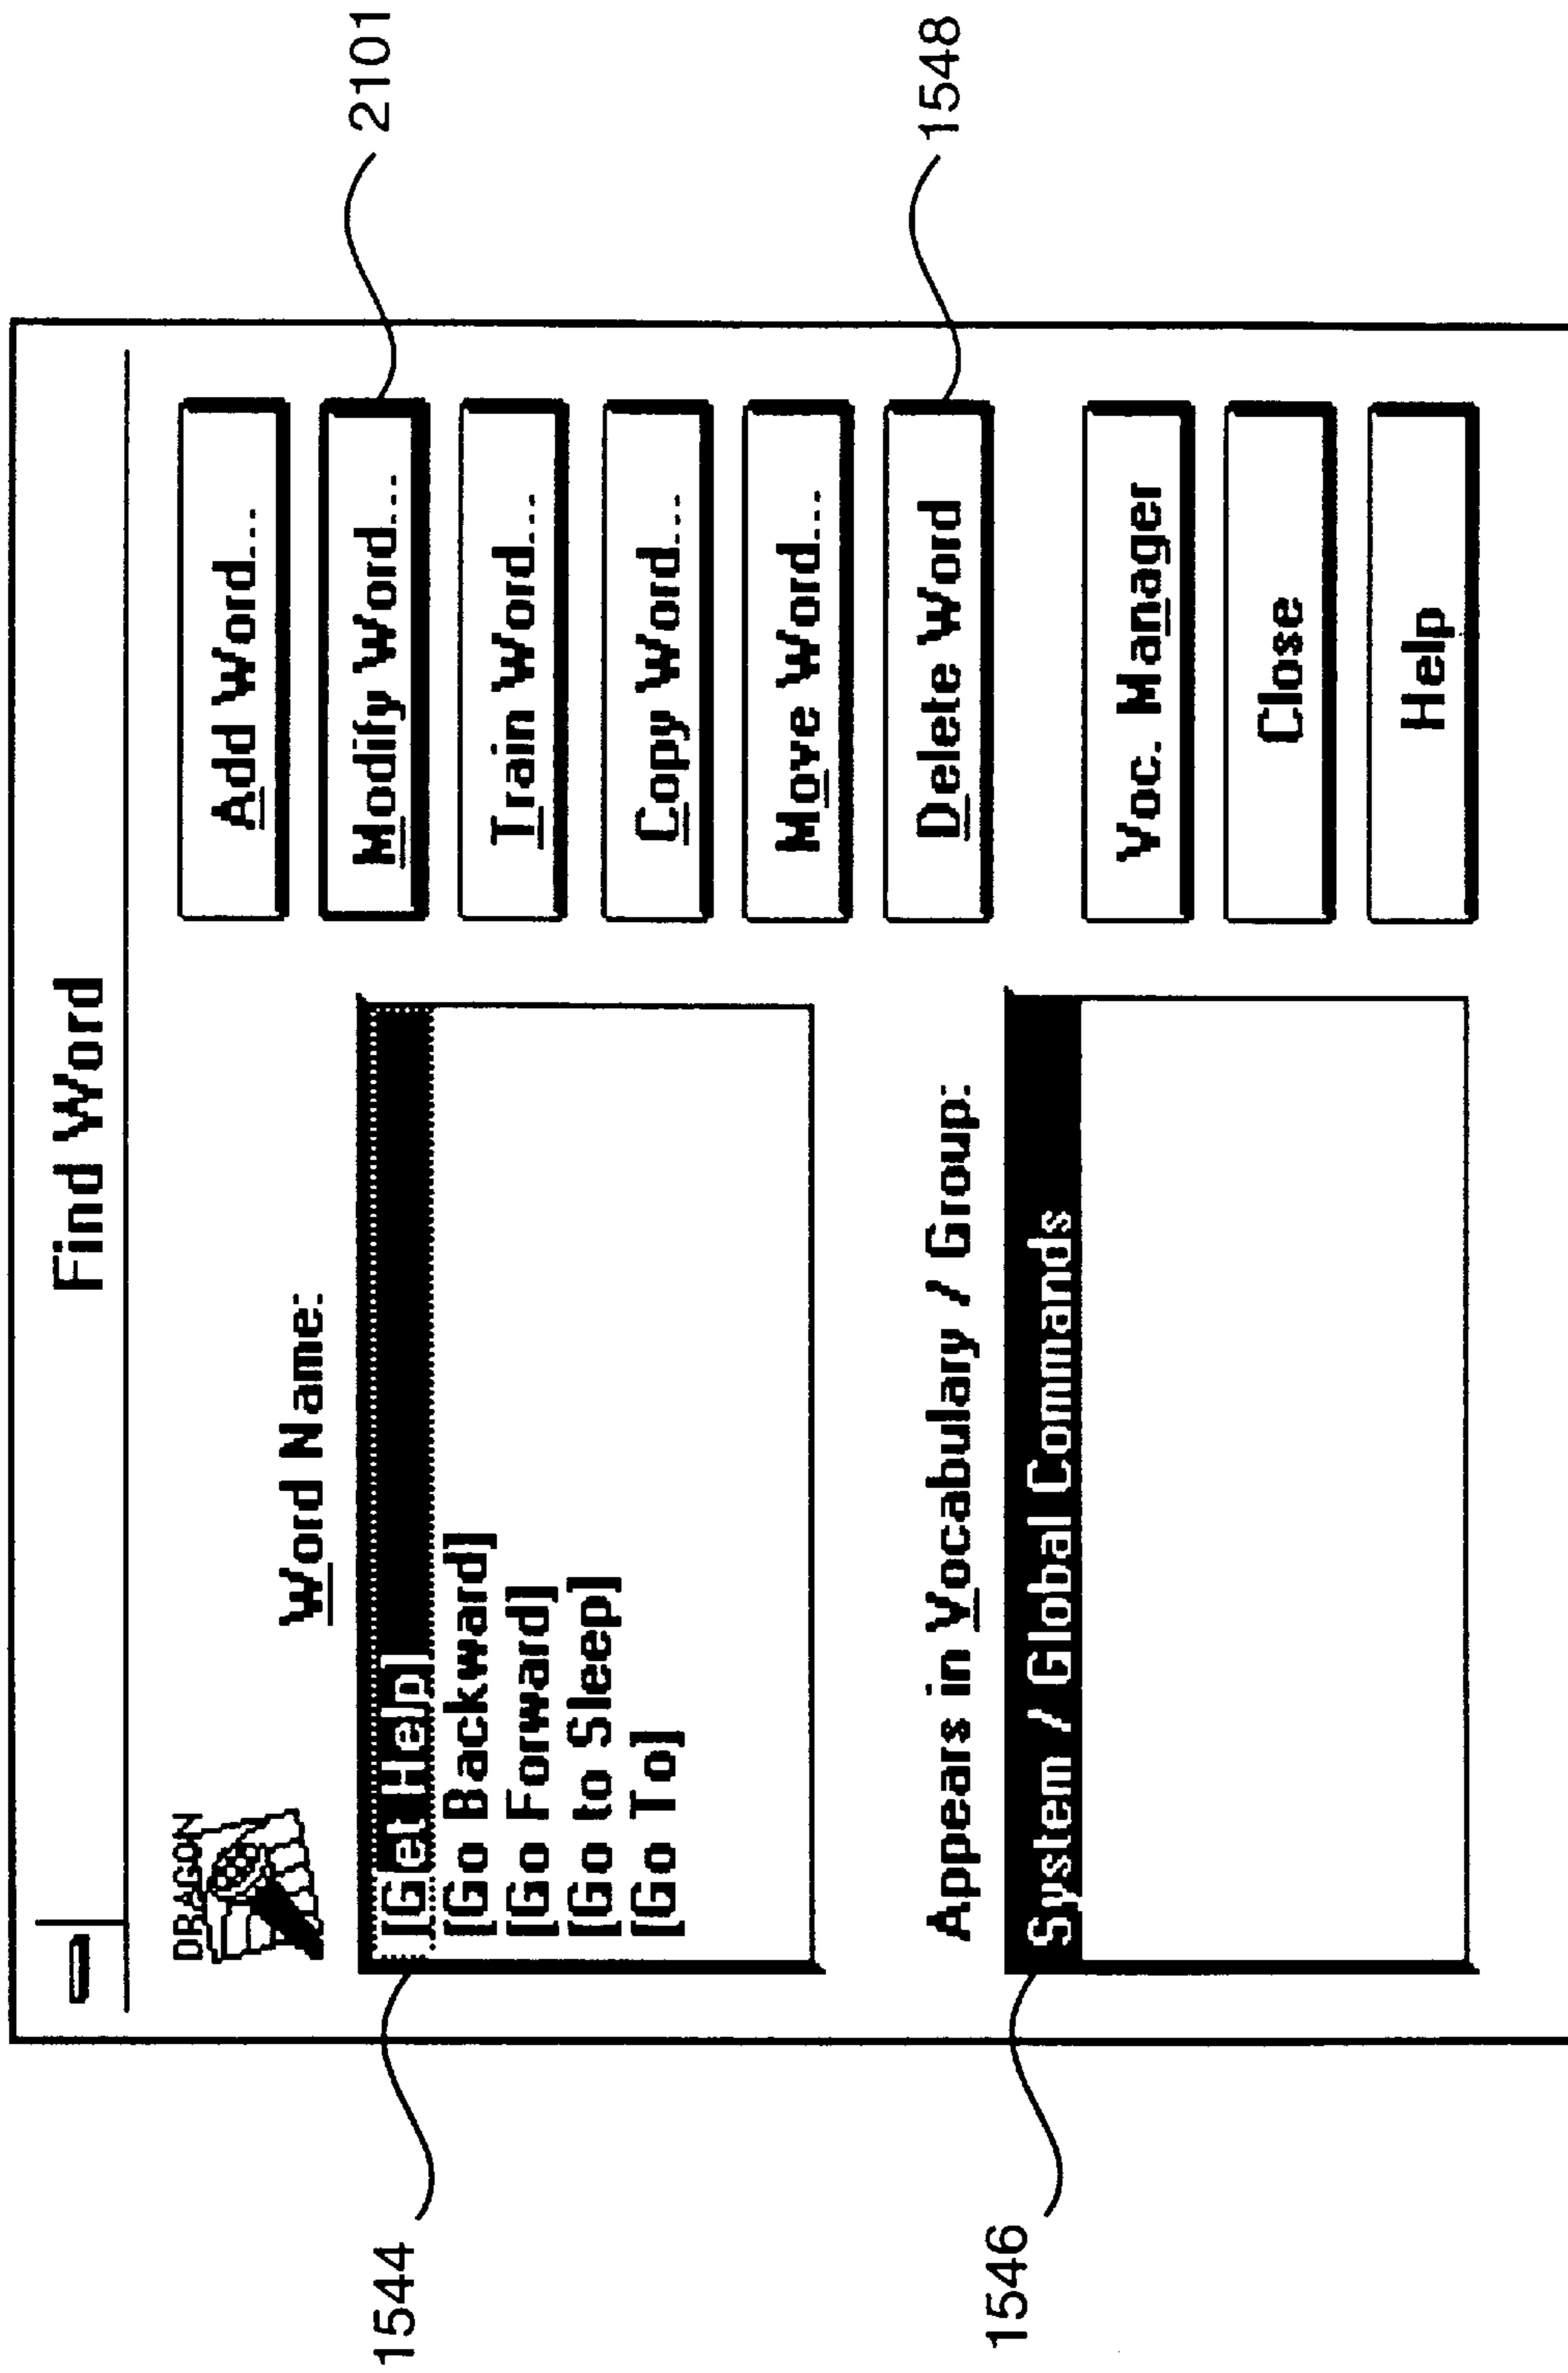 Find Word
DRAGON
Word Name:
[Get Help]
[Go Backward]
[Go Forward]
[Go to Sleep]
[Go To]
Appears in Vocabulary / Group:
System / Global Commands
Add Word...
Modify Word...
Train Word...
Copy Word...
Move Word...
Delete Word
Voc. Manager
Close
Help
1544
1546
2101
1548